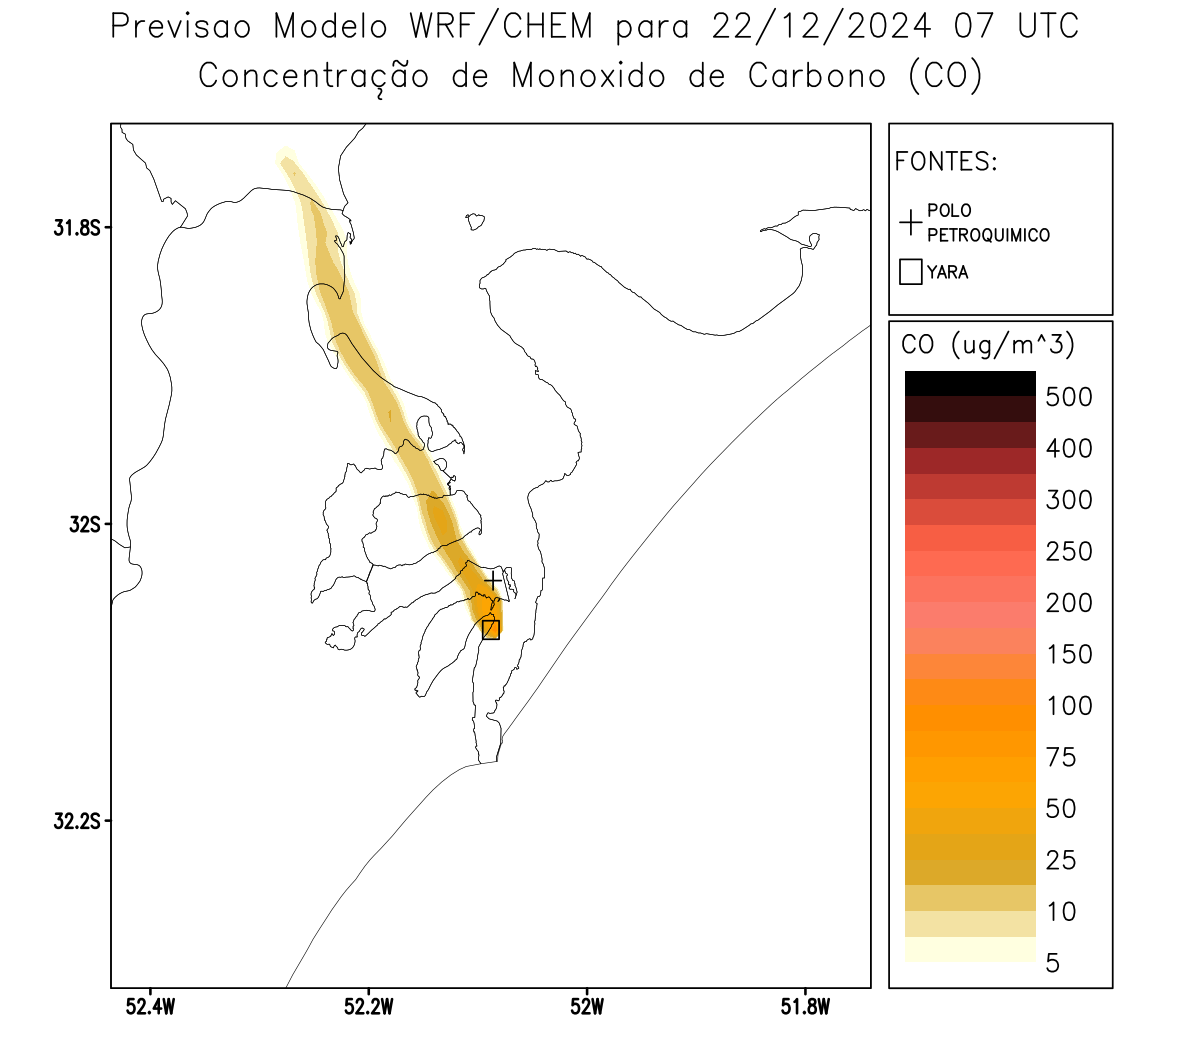 Previsao Modelo WRF/CHEM para 22/12/2024 07 UTC
Concentração de Monoxido de Carbono (CO)
FONTES:
POLO
PETROQUIMICO
YARA
CO (ug/m^3)
500
400
300
250
200
150
100
75
50
25
10
5
31.8S
32S
32.2S
52.4W
52.2W
52W
51.8W